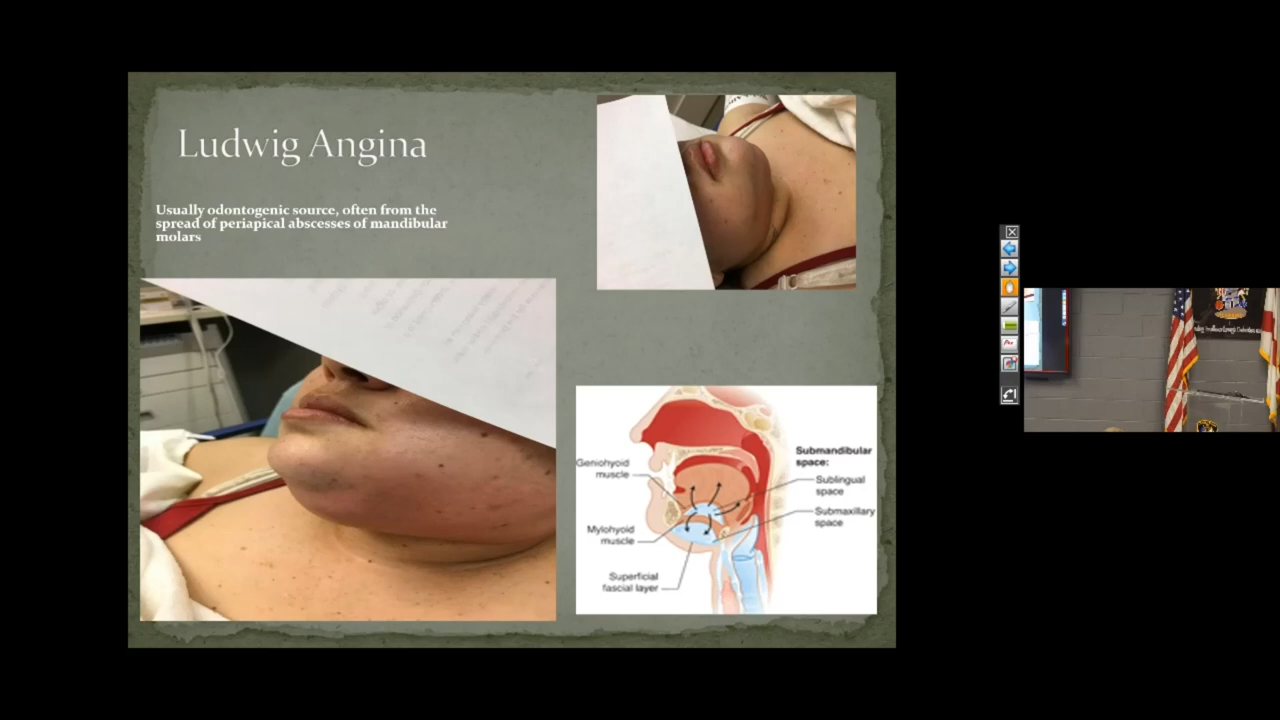 Ludwig Angina
Usually odontogenic source, often from the
spread of periapical abscesses of mandibular
molars
Geniohyoid
muscle
Mylohyoid
muscle
Superficial
fascial layer
Submandibular
space:
Sublingual
space
Submaxillary
space